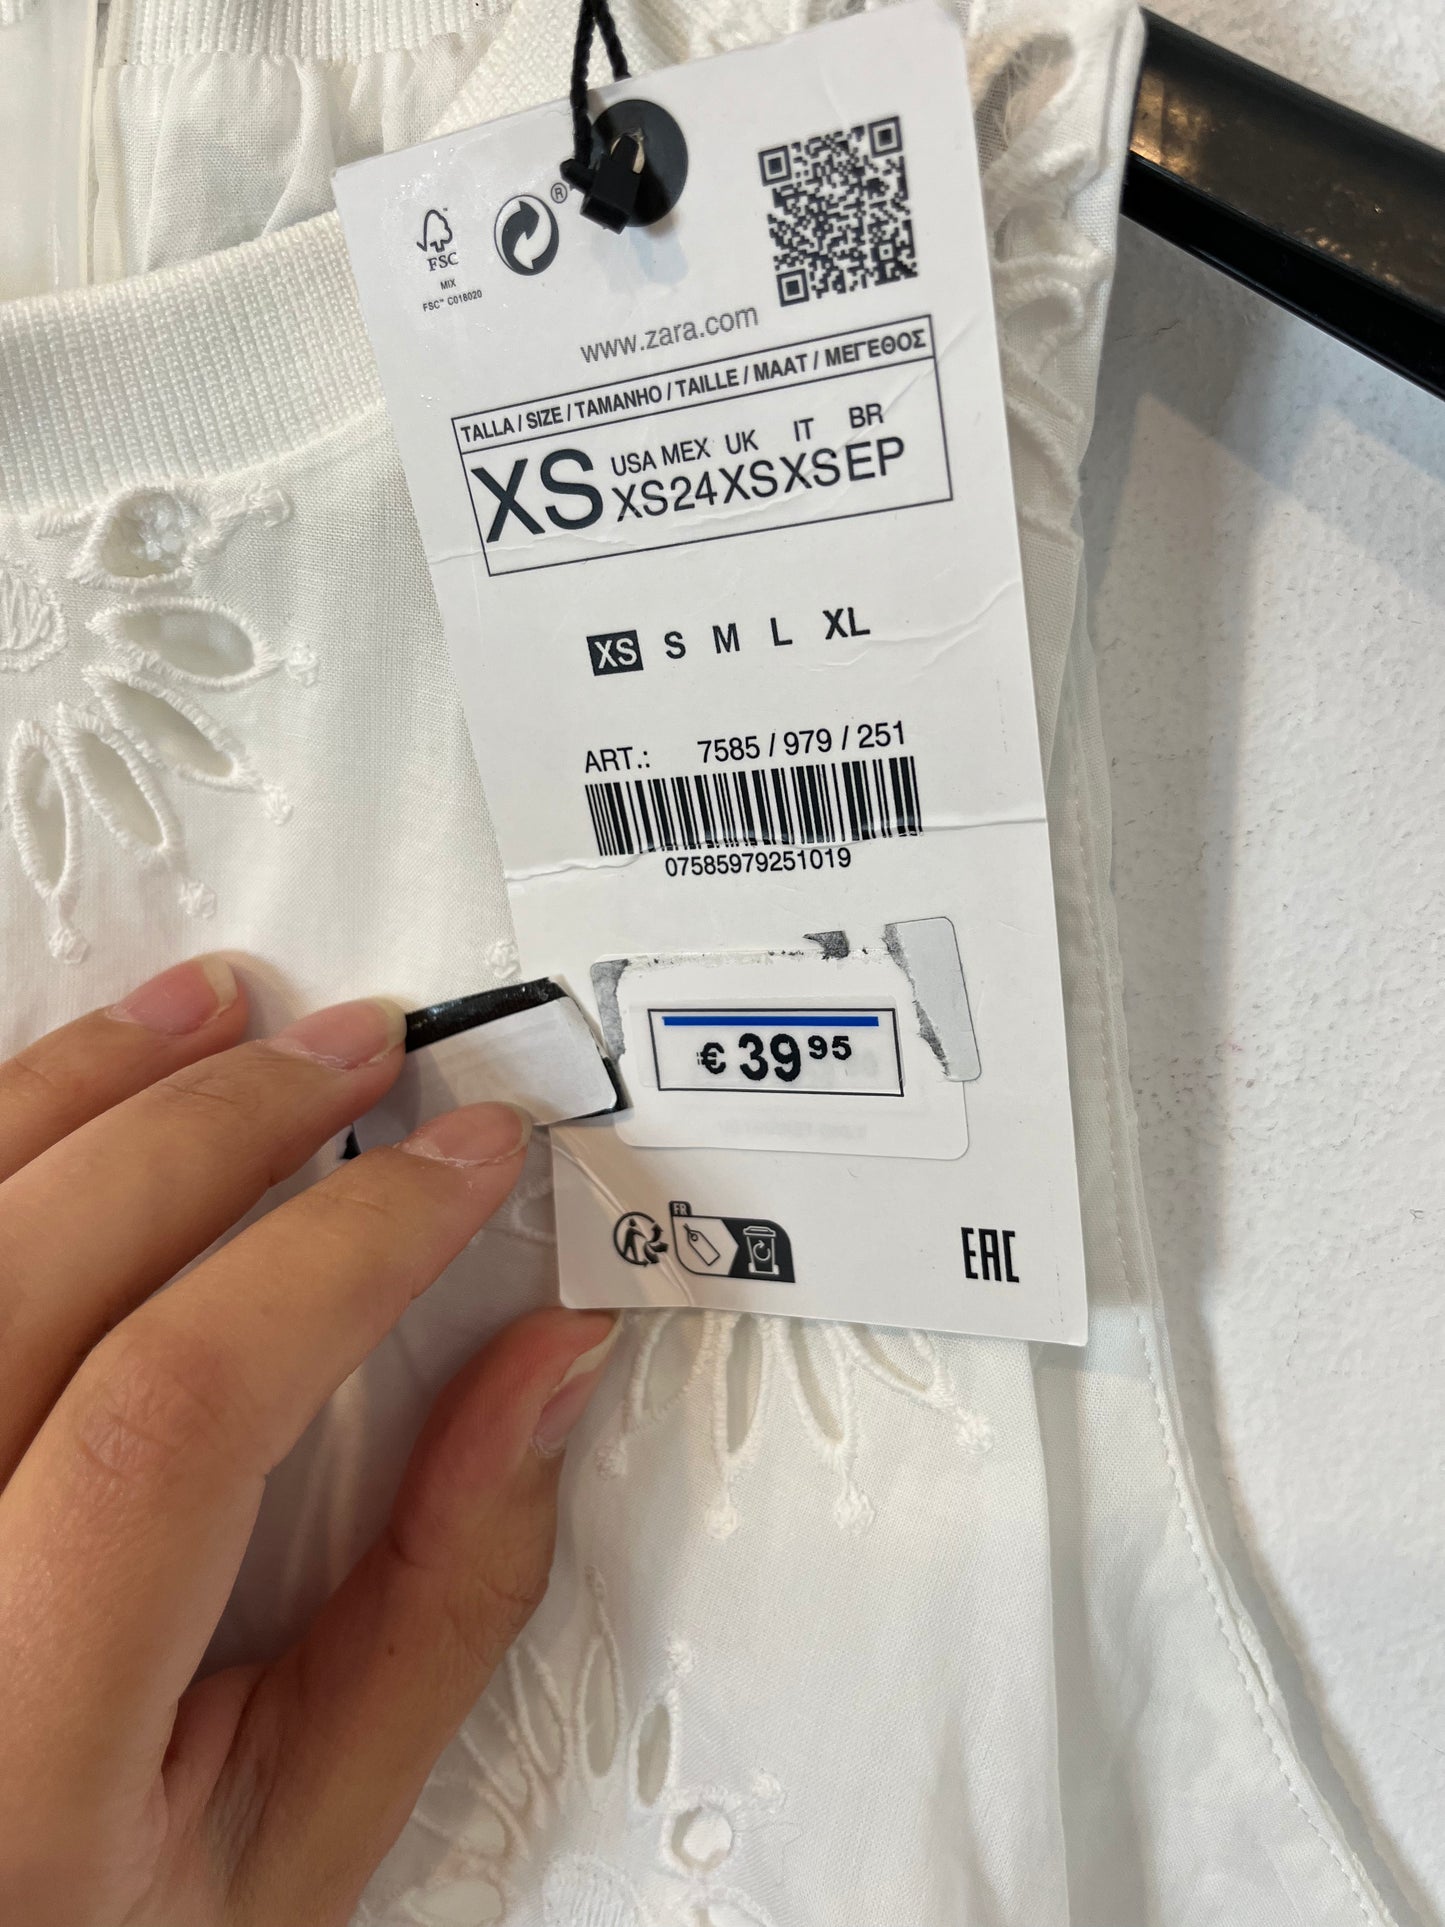 FSC
MIX
FSC™ C018020
®
www.zara.com
TALLA / SIZE / TAMANHO / TAILLE / MAAT / ΜΕΓΕΘΟΣ
XS
USA MEX UK IT BR
XS 24 XS XS EP
XS S M L XL
ART.: 7585 / 979 / 251
07585979251019
€ 39 95
FR
EAC